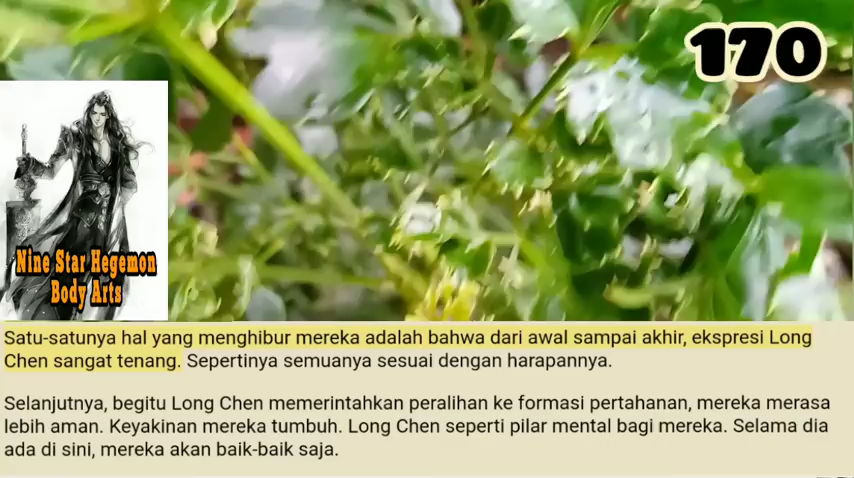 170
Nine Star Hegemon
Body Arts
Satu-satunya hal yang menghibur mereka adalah bahwa dari awal sampai akhir, ekspresi Long
Chen sangat tenang. Sepertinya semuanya sesuai dengan harapannya.
Selanjutnya, begitu Long Chen memerintahkan peralihan ke formasi pertahanan, mereka merasa
lebih aman. Keyakinan mereka tumbuh. Long Chen seperti pilar mental bagi mereka. Selama dia
ada di sini, mereka akan baik-baik saja.